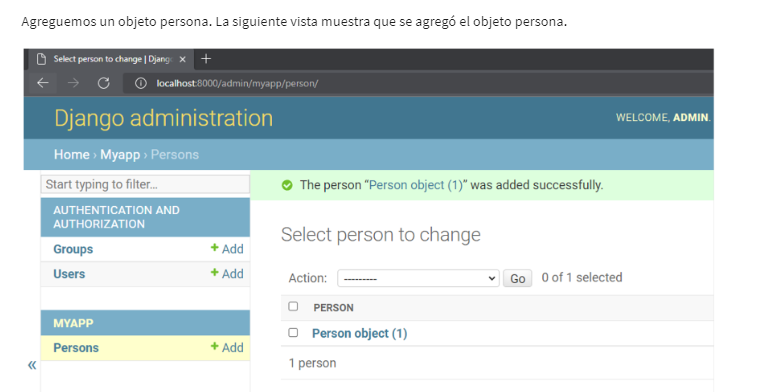 Agreguemos un objeto persona. La siguiente vista muestra que se agregó el objeto persona.
Select person to change | Djang
localhost:8000/admin/myapp/person/
Django administration
WELCOME, ADMIN.
Home › Myapp › Persons
Start typing to filter...
The person “Person object (1)” was added successfully.
AUTHENTICATION AND
AUTHORIZATION
Groups + Add
Users + Add
MYAPP
Persons + Add
«
Select person to change
Action: --------- Go 0 of 1 selected
PERSON
Person object (1)
1 person